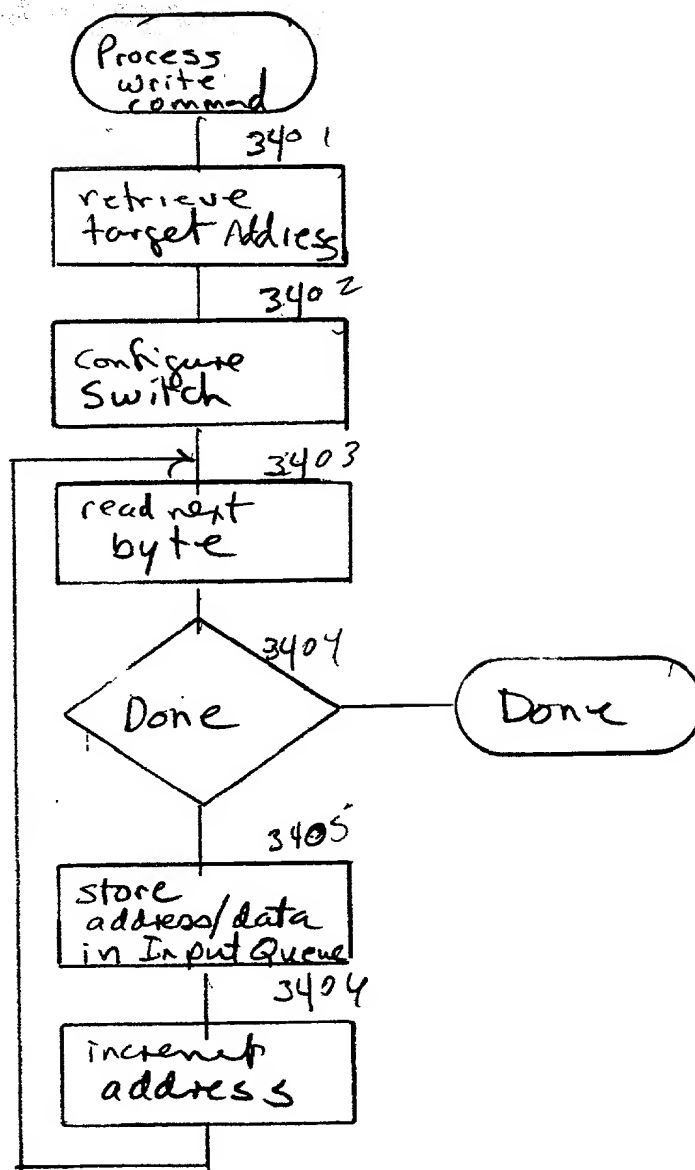 Process
write
command
3401
retrieve
target Address
3402
configure
Switch
3403
read next
byte
3404
Done
Done
3405
store
address/data
in Input Queue
3404
incremet
address